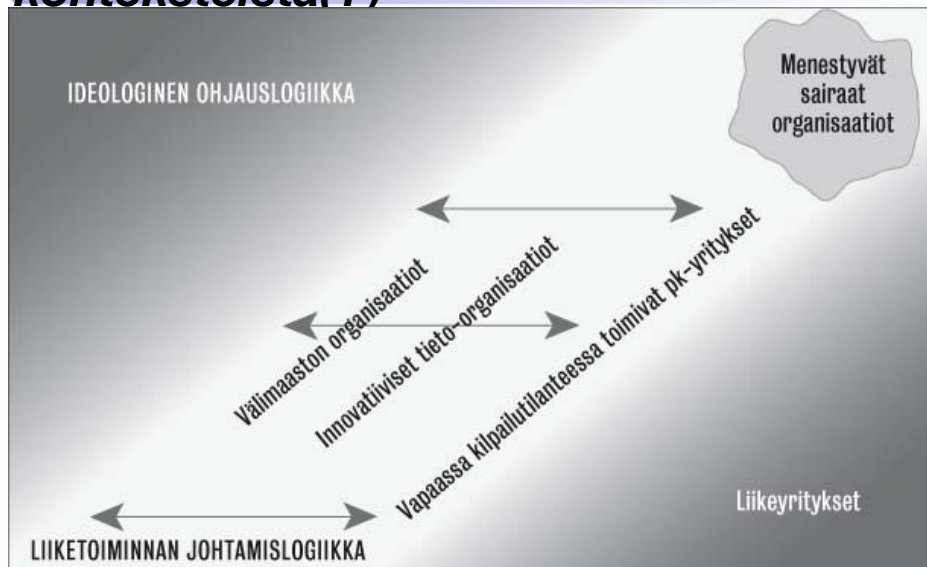 IDEOLOGINEN OHJAUSLOGIIKKA
Menestyvät
sairaat
organisaatiot
Välimaaston organisaatiot
Innovatiiviset tieto-organisaatiot
Vapaassa kilpailutilanteessa toimivat pk-yritykset
Liikeyritykset
LIIKETOIMINNAN JOHTAMISLOGIIKKA